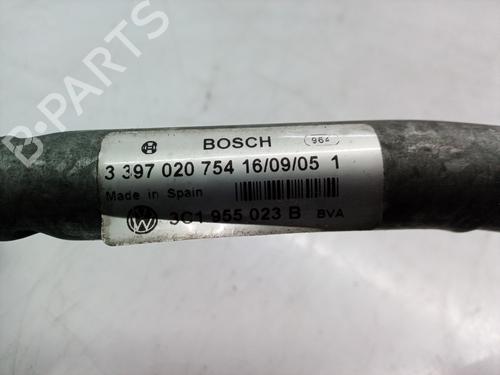 BOSCH 964
3 397 020 754 16/09/05 1
Made in Spain
3C1 955 023 B BVA
B-PARTS